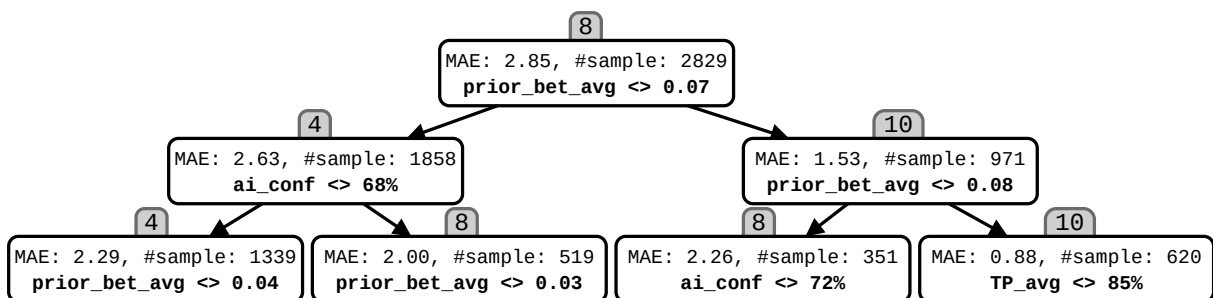 8
MAE: 2.85, #sample: 2829
prior_bet_avg <> 0.07
4
MAE: 2.63, #sample: 1858
ai_conf <> 68%
10
MAE: 1.53, #sample: 971
prior_bet_avg <> 0.08
4
MAE: 2.29, #sample: 1339
prior_bet_avg <> 0.04
8
MAE: 2.00, #sample: 519
prior_bet_avg <> 0.03
8
MAE: 2.26, #sample: 351
ai_conf <> 72%
10
MAE: 0.88, #sample: 620
TP_avg <> 85%